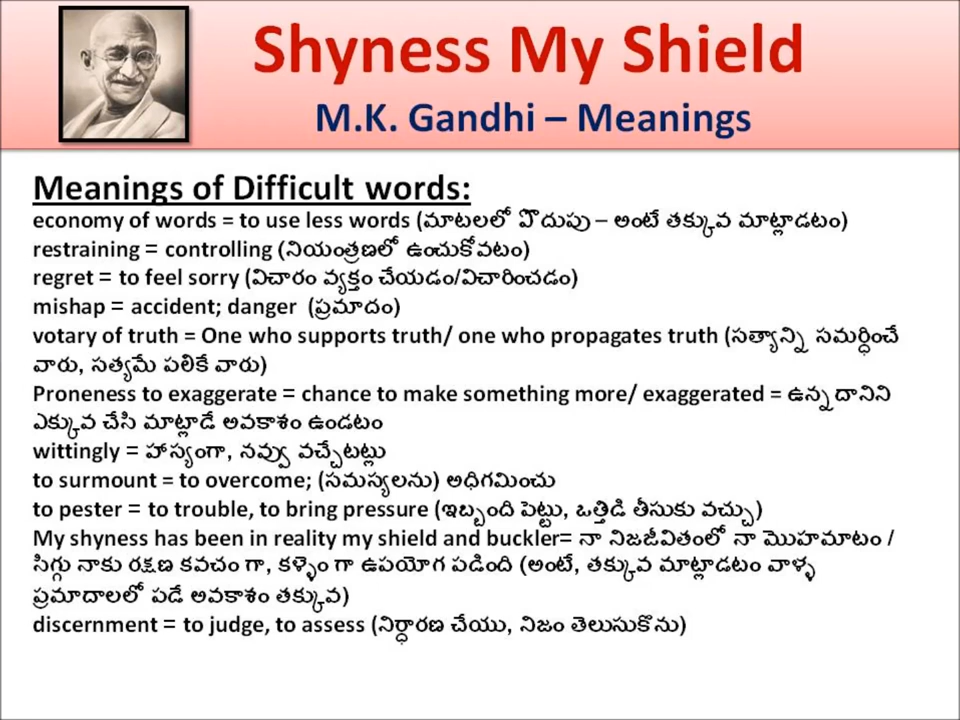 Shyness My Shield
M.K. Gandhi – Meanings
Meanings of Difficult words:
economy of words = to use less words (మాటలలో పొదుపు – అంటే తక్కువ మాట్లాడటం)
restraining = controlling (నియంత్రణలో ఉంచుకోవటం)
regret = to feel sorry (విచారం వ్యక్తం చేయడం/విచారించడం)
mishap = accident; danger (ప్రమాదం)
votary of truth = One who supports truth/ one who propagates truth (సత్యాన్ని సమర్ధించే
వారు, సత్యమే పలికే వారు)
Proneness to exaggerate = chance to make something more/ exaggerated = ఉన్నదానిని
ఎక్కువ చేసి మాట్లాడే అవకాశం ఉండటం
wittingly = హాస్యంగా, నవ్వు వచ్చేటట్లు
to surmount = to overcome; (సమస్యలను) అధిగమించు
to pester = to trouble, to bring pressure (ఇబ్బంది పెట్టు, ఒత్తిడి తీసుకు వచ్చు)
My shyness has been in reality my shield and buckler= నా నిజజీవితంలో నా మొహమాటం /
సిగ్గు నాకు రక్షణ కవచం గా, కళ్ళెం గా ఉపయోగ పడింది (అంటే, తక్కువ మాట్లాడటం వాళ్ళ
ప్రమాదాలలో పడే అవకాశం తక్కువ)
discernment = to judge, to assess (నిర్ధారణ చేయు, నిజం తెలుసుకొను)